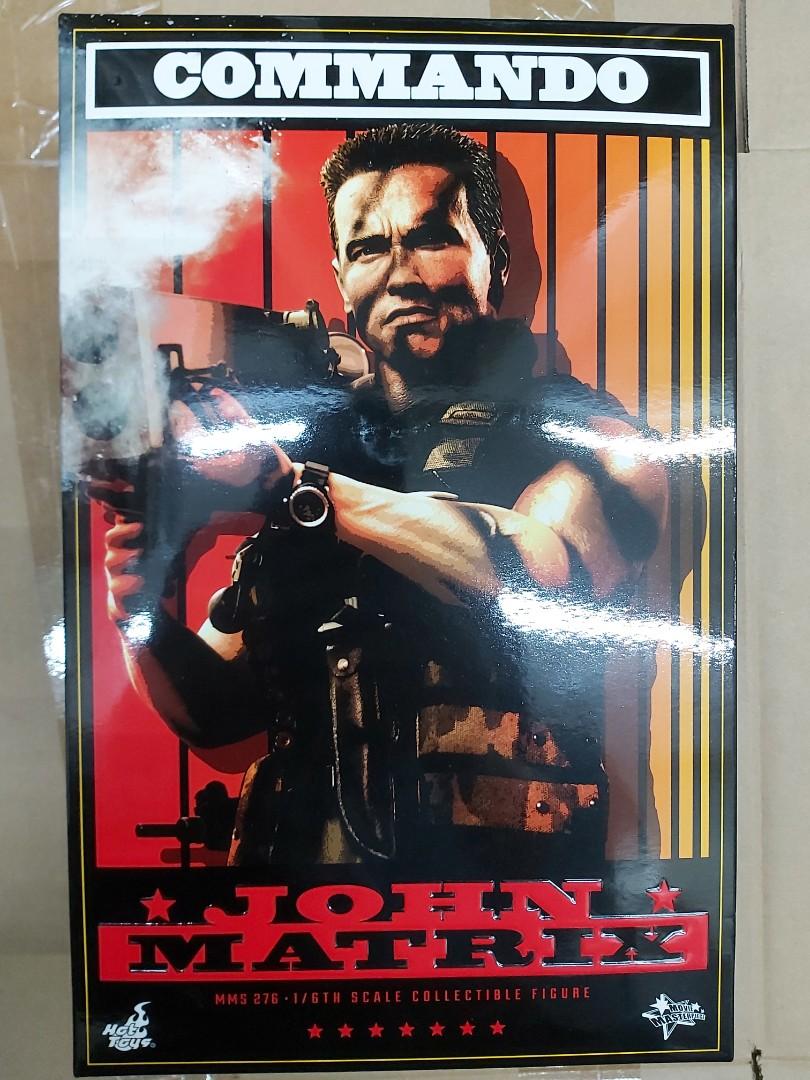 COMMANDO
JOHN
MATRIX
MMS 276 · 1/6TH SCALE COLLECTIBLE FIGURE
Hot Toys
MOVIE
MASTERPIECE